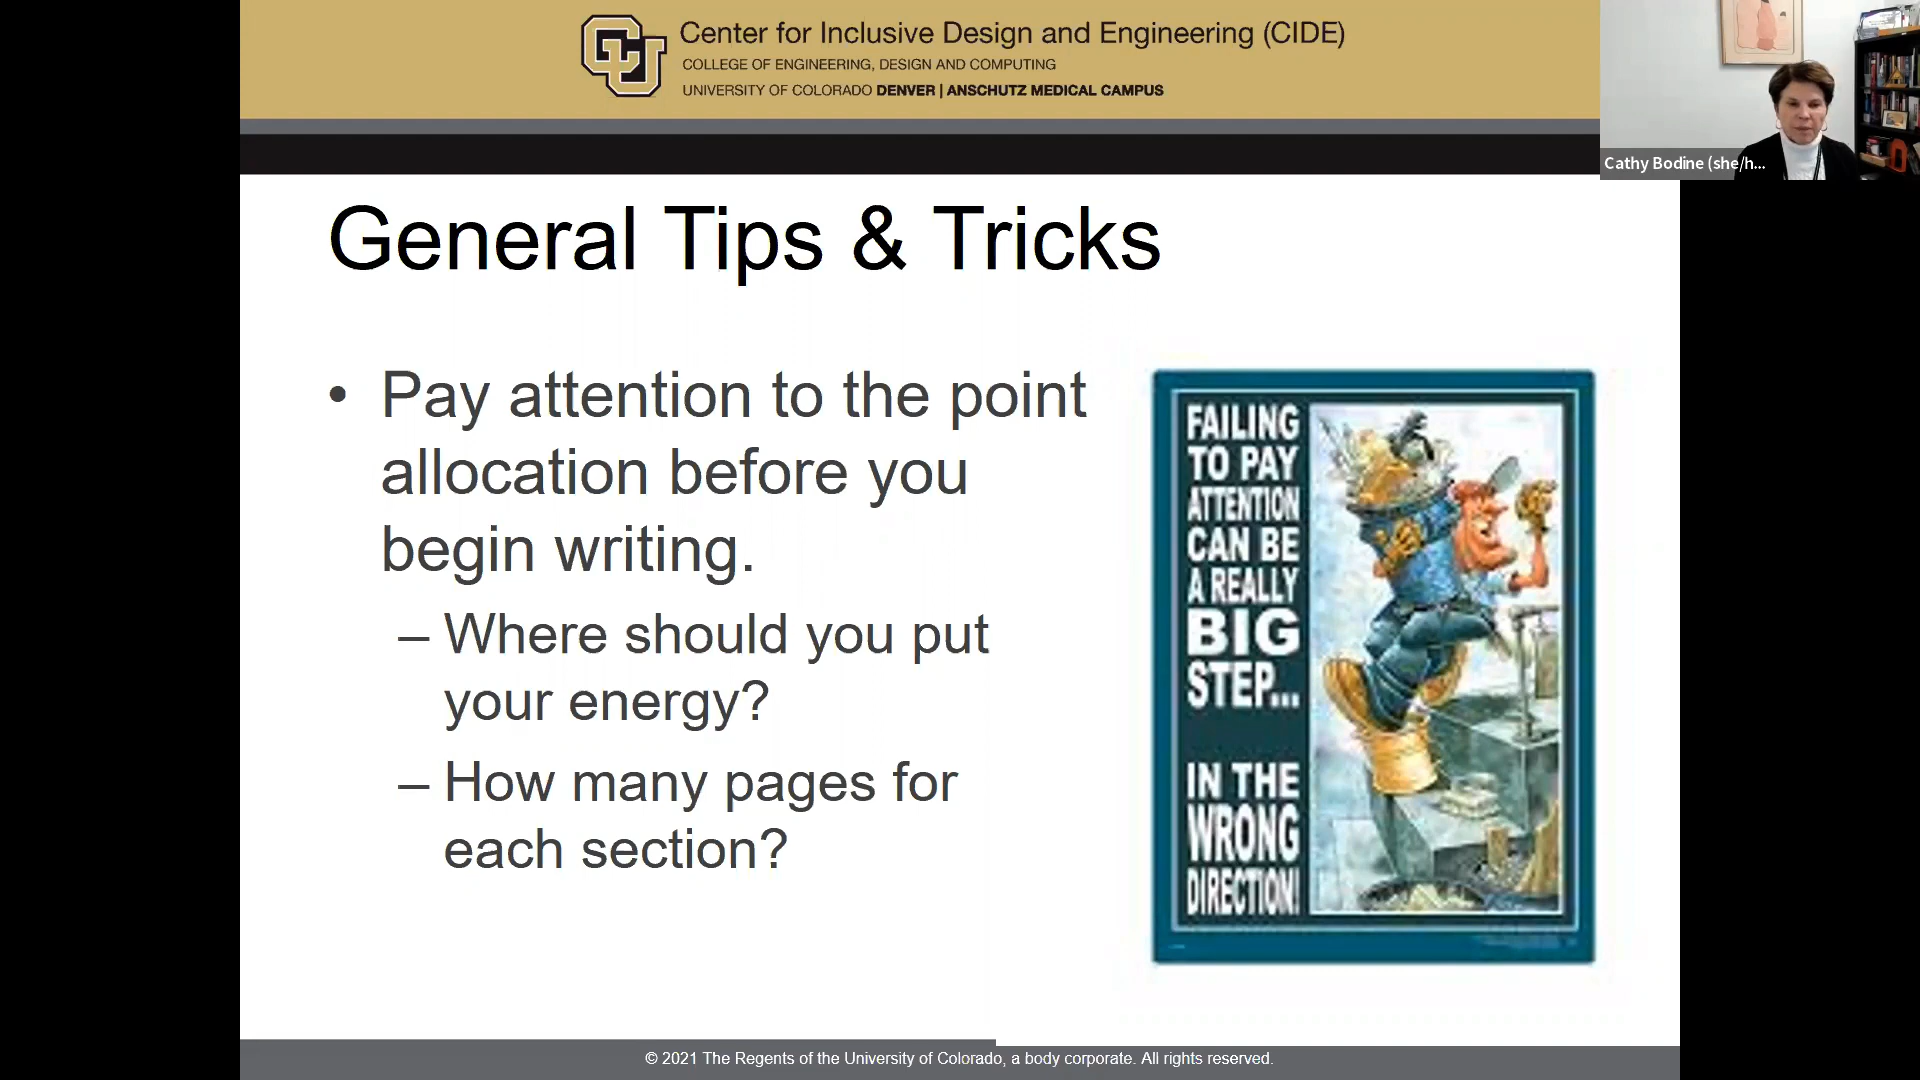 Center for Inclusive Design and Engineering (CIDE)
COLLEGE OF ENGINEERING, DESIGN AND COMPUTING
UNIVERSITY OF COLORADO DENVER | ANSCHUTZ MEDICAL CAMPUS
Cathy Bodine (she/h...
General Tips & Tricks
• Pay attention to the point
allocation before you
begin writing.
– Where should you put
your energy?
– How many pages for
each section?
FAILING
TO PAY
ATTENTION
CAN BE
A REALLY
BIG
STEP...
IN THE
WRONG
DIRECTION!
© 2021 The Regents of the University of Colorado, a body corporate. All rights reserved.